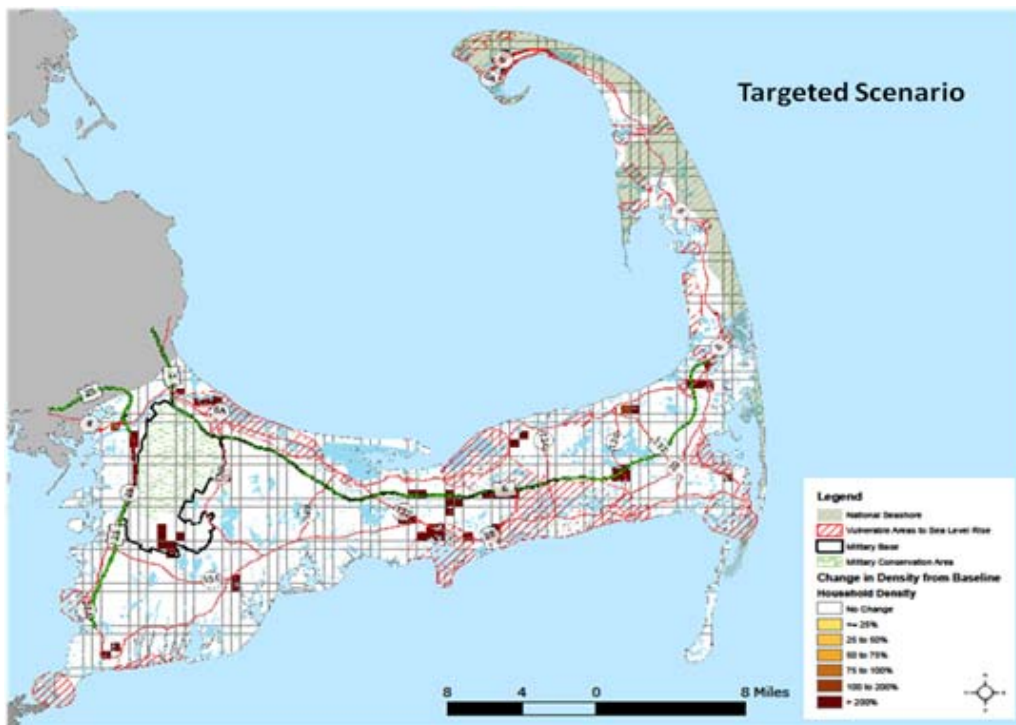 Targeted Scenario
Legend
National Seashore
Vulnerable Areas to Sea Level Rise
Military Base
Military Conservation Area
Change in Density from Baseline
Household Density
No Change
<= 25%
25 to 50%
50 to 75%
75 to 100%
100 to 200%
> 200%
8 4 0 8 Miles
6A
151